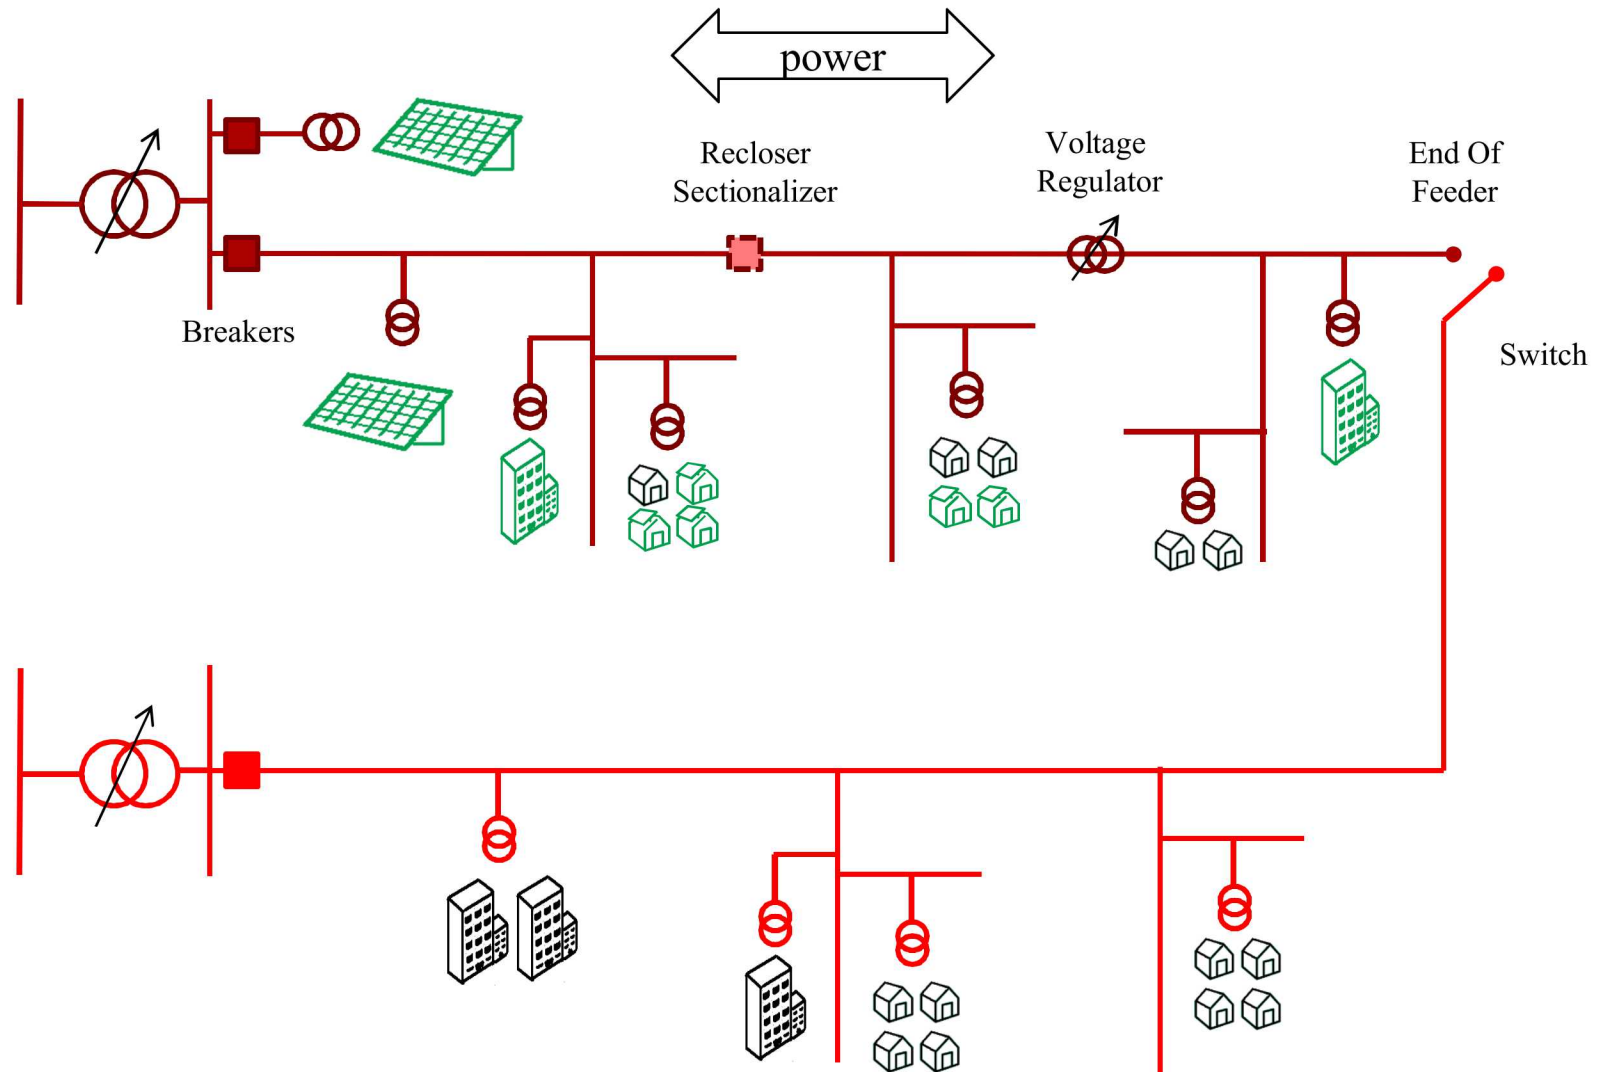 power
Recloser
Sectionalizer
Voltage
Regulator
End Of
Feeder
Breakers
Switch